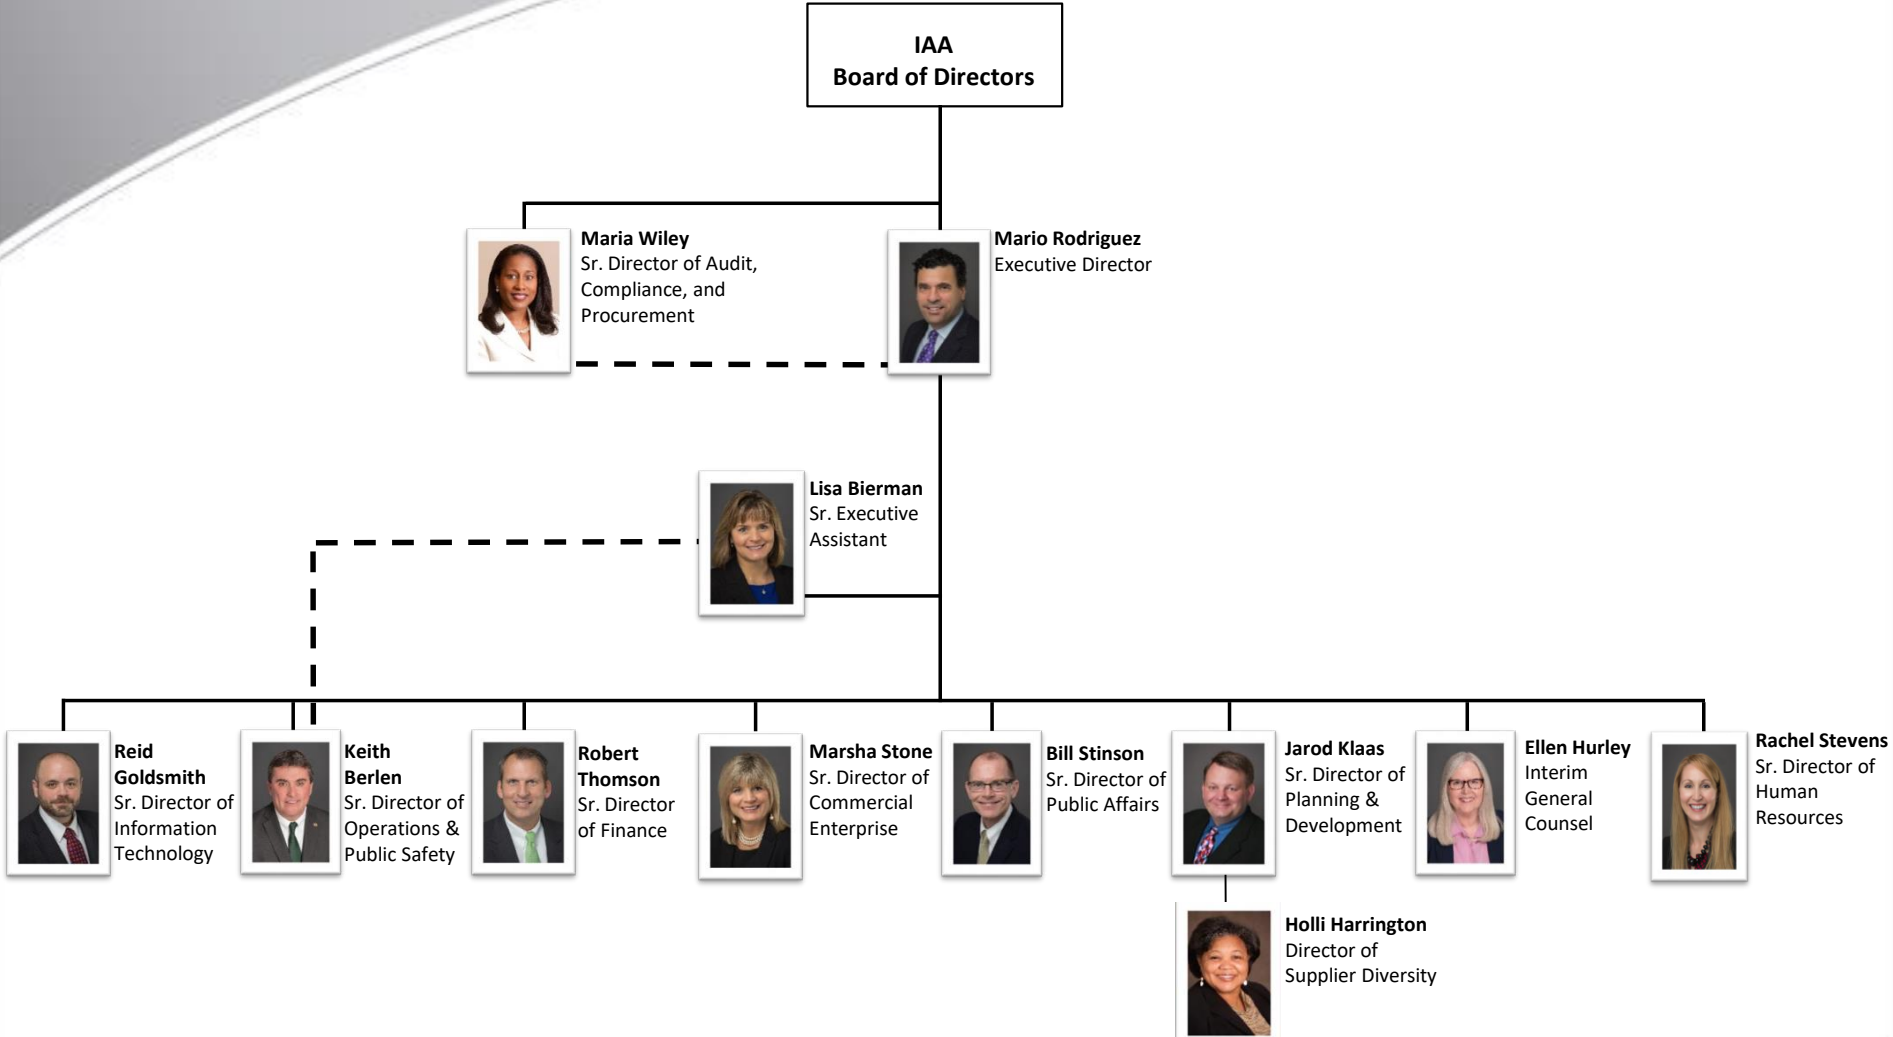 IAA
Board of Directors
Maria Wiley
Sr. Director of Audit,
Compliance, and
Procurement
Mario Rodriguez
Executive Director
Lisa Bierman
Sr. Executive
Assistant
Reid
Goldsmith
Sr. Director of
Information
Technology
Keith
Berlen
Sr. Director of
Operations &
Public Safety
Robert
Thomson
Sr. Director
of Finance
Marsha Stone
Sr. Director of
Commercial
Enterprise
Bill Stinson
Sr. Director of
Public Affairs
Jarod Klaas
Sr. Director of
Planning &
Development
Ellen Hurley
Interim
General
Counsel
Rachel Stevens
Sr. Director of
Human
Resources
Holli Harrington
Director of
Supplier Diversity